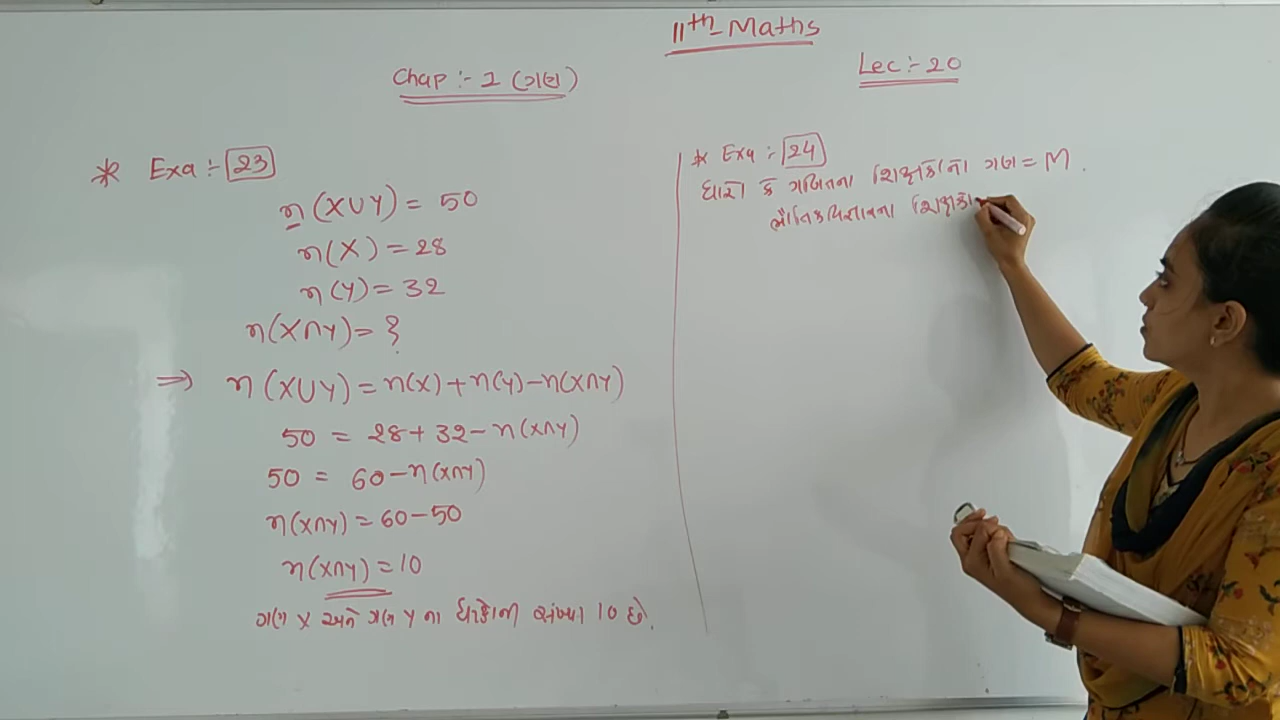 11th Maths
Chap :- 1 (ગણ)
Lec :- 20
* Exa :- 23
n(X∪Y) = 50
n(X) = 28
n(Y) = 32
n(X∩Y) = ?
⇒ n(X∪Y) = n(X) + n(Y) - n(X∩Y)
50 = 28 + 32 - n(X∩Y)
50 = 60 - n(X∩Y)
n(X∩Y) = 60 - 50
n(X∩Y) = 10
ગણ X અને ગણ Y ના ઘટકોની સંખ્યા 10 છે.
* Exa :- 24
ધારો કે ગણિતના શિક્ષકોનો ગણ = M.
ભૌતિકવિજ્ઞાનના શિક્ષકો